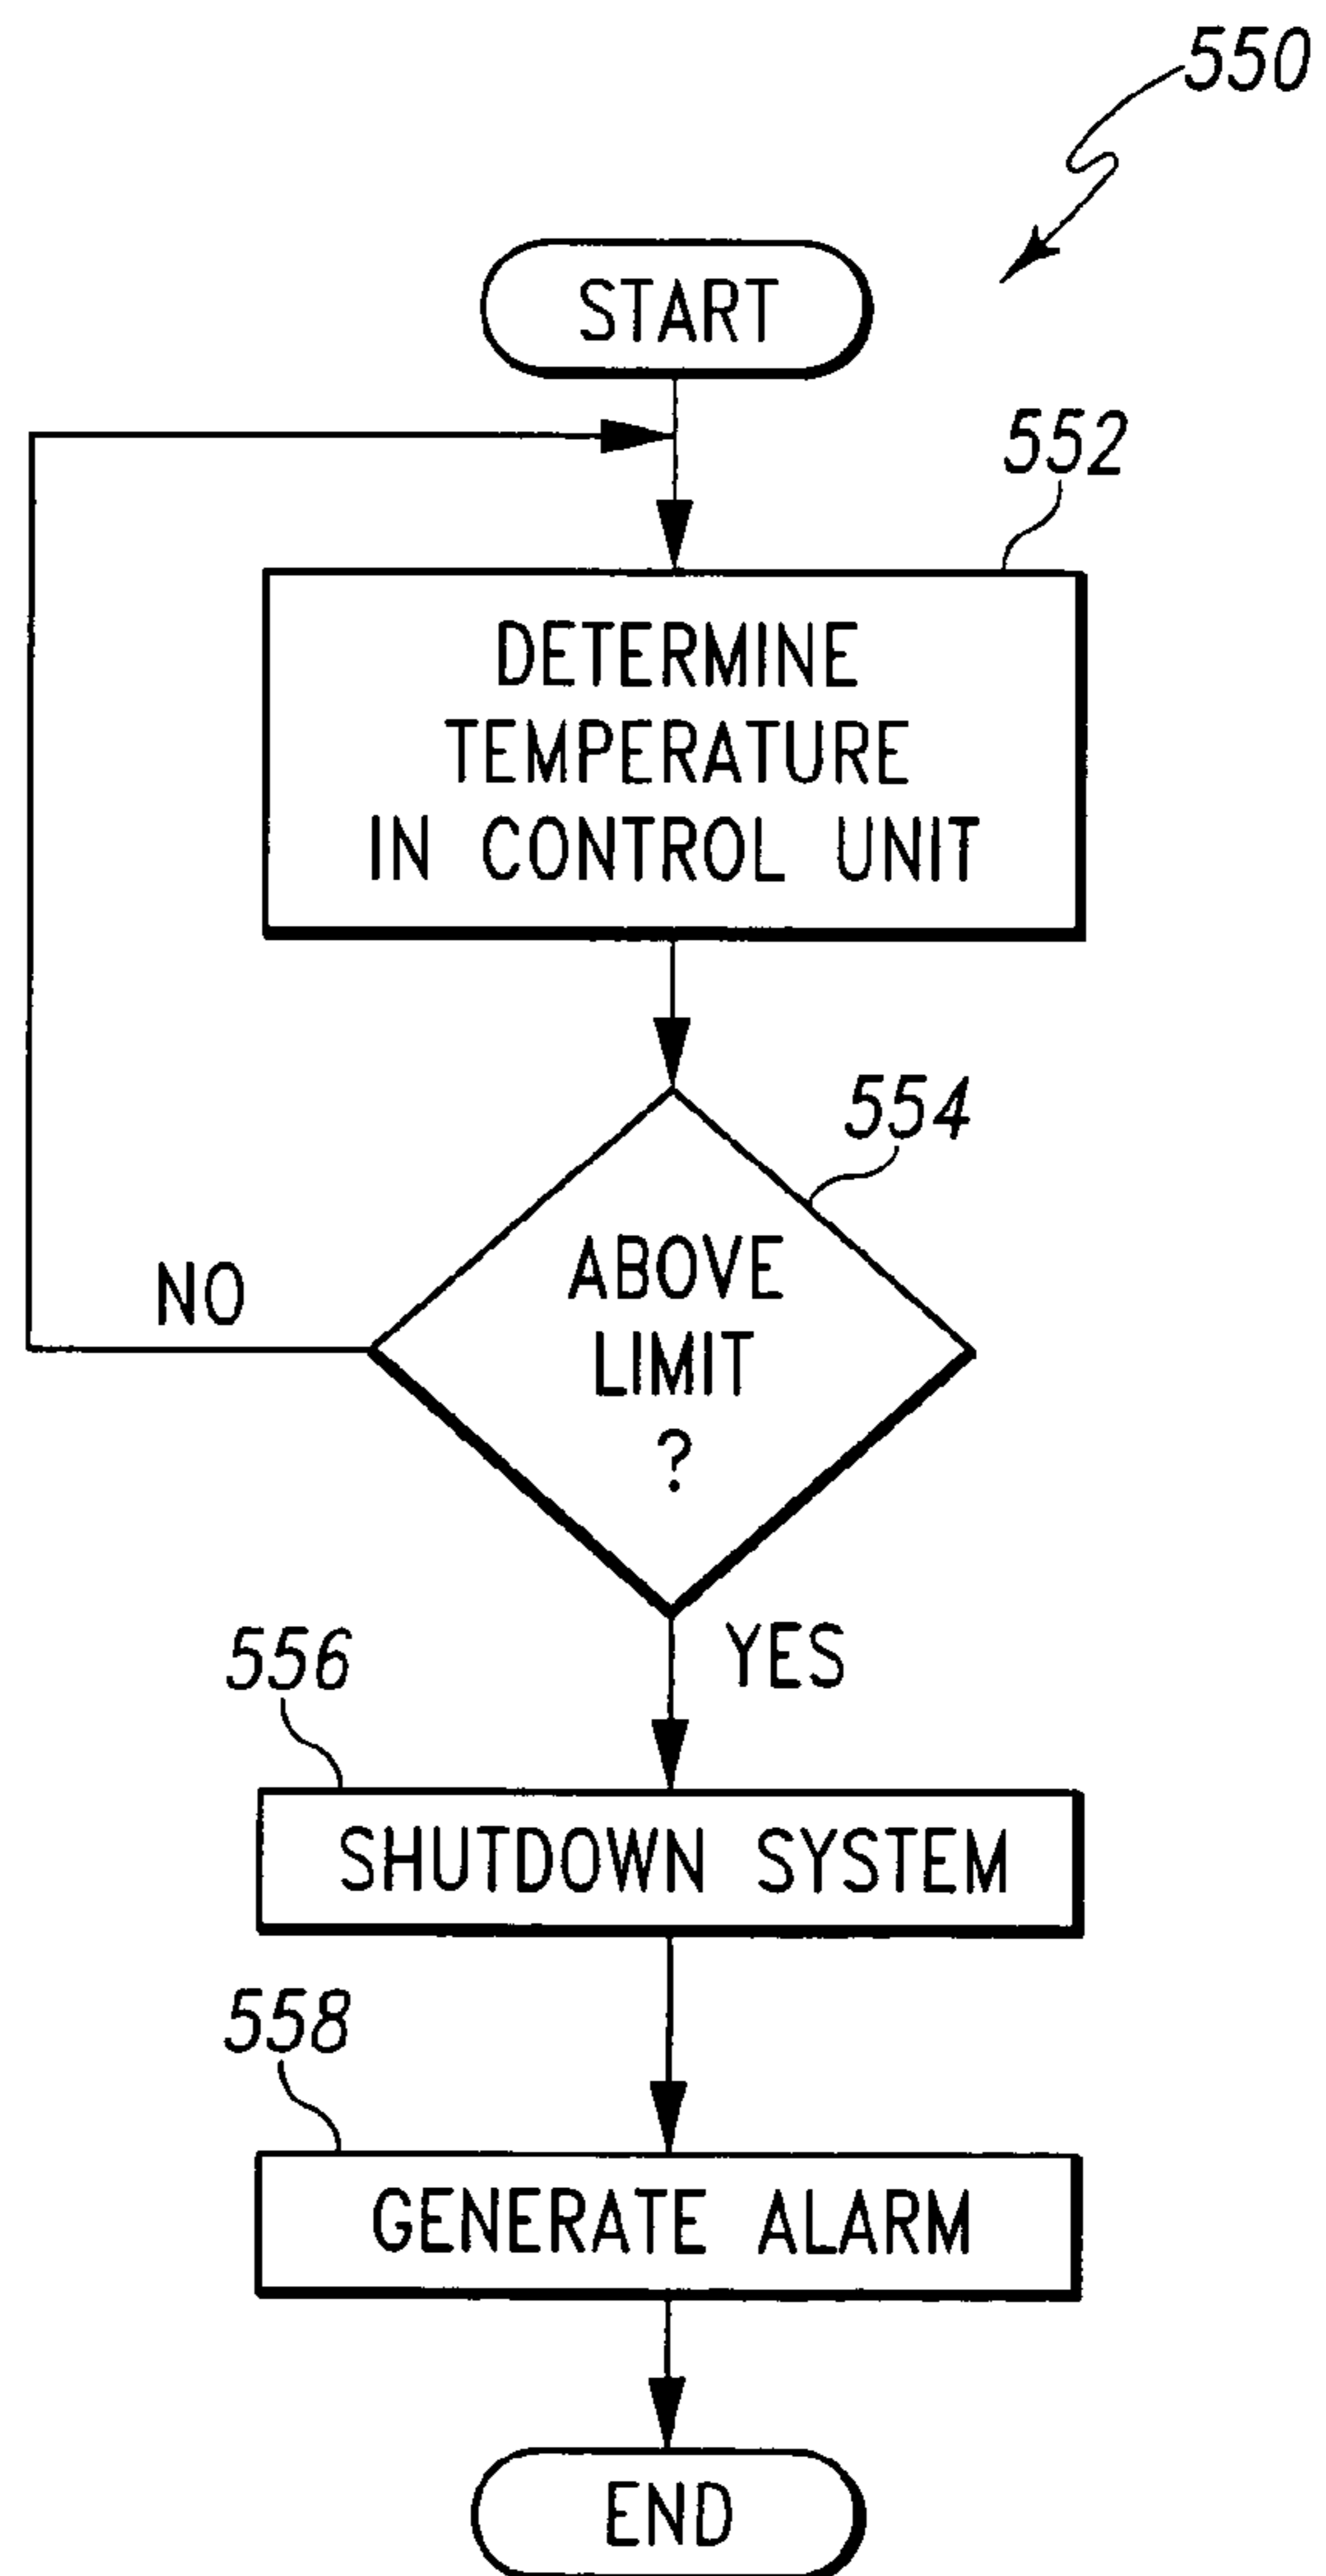 550
START
552
DETERMINE
TEMPERATURE
IN CONTROL UNIT
554
ABOVE
LIMIT
?
NO
YES
556
SHUTDOWN SYSTEM
558
GENERATE ALARM
END